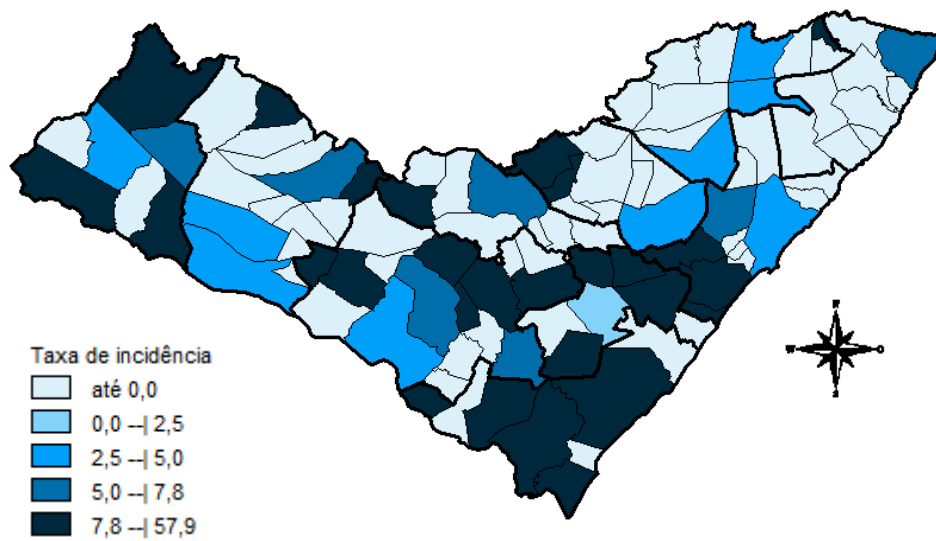 Taxa de incidência
até 0,0
0,0 --| 2,5
2,5 --| 5,0
5,0 --| 7,8
7,8 --| 57,9
N
W
O
S